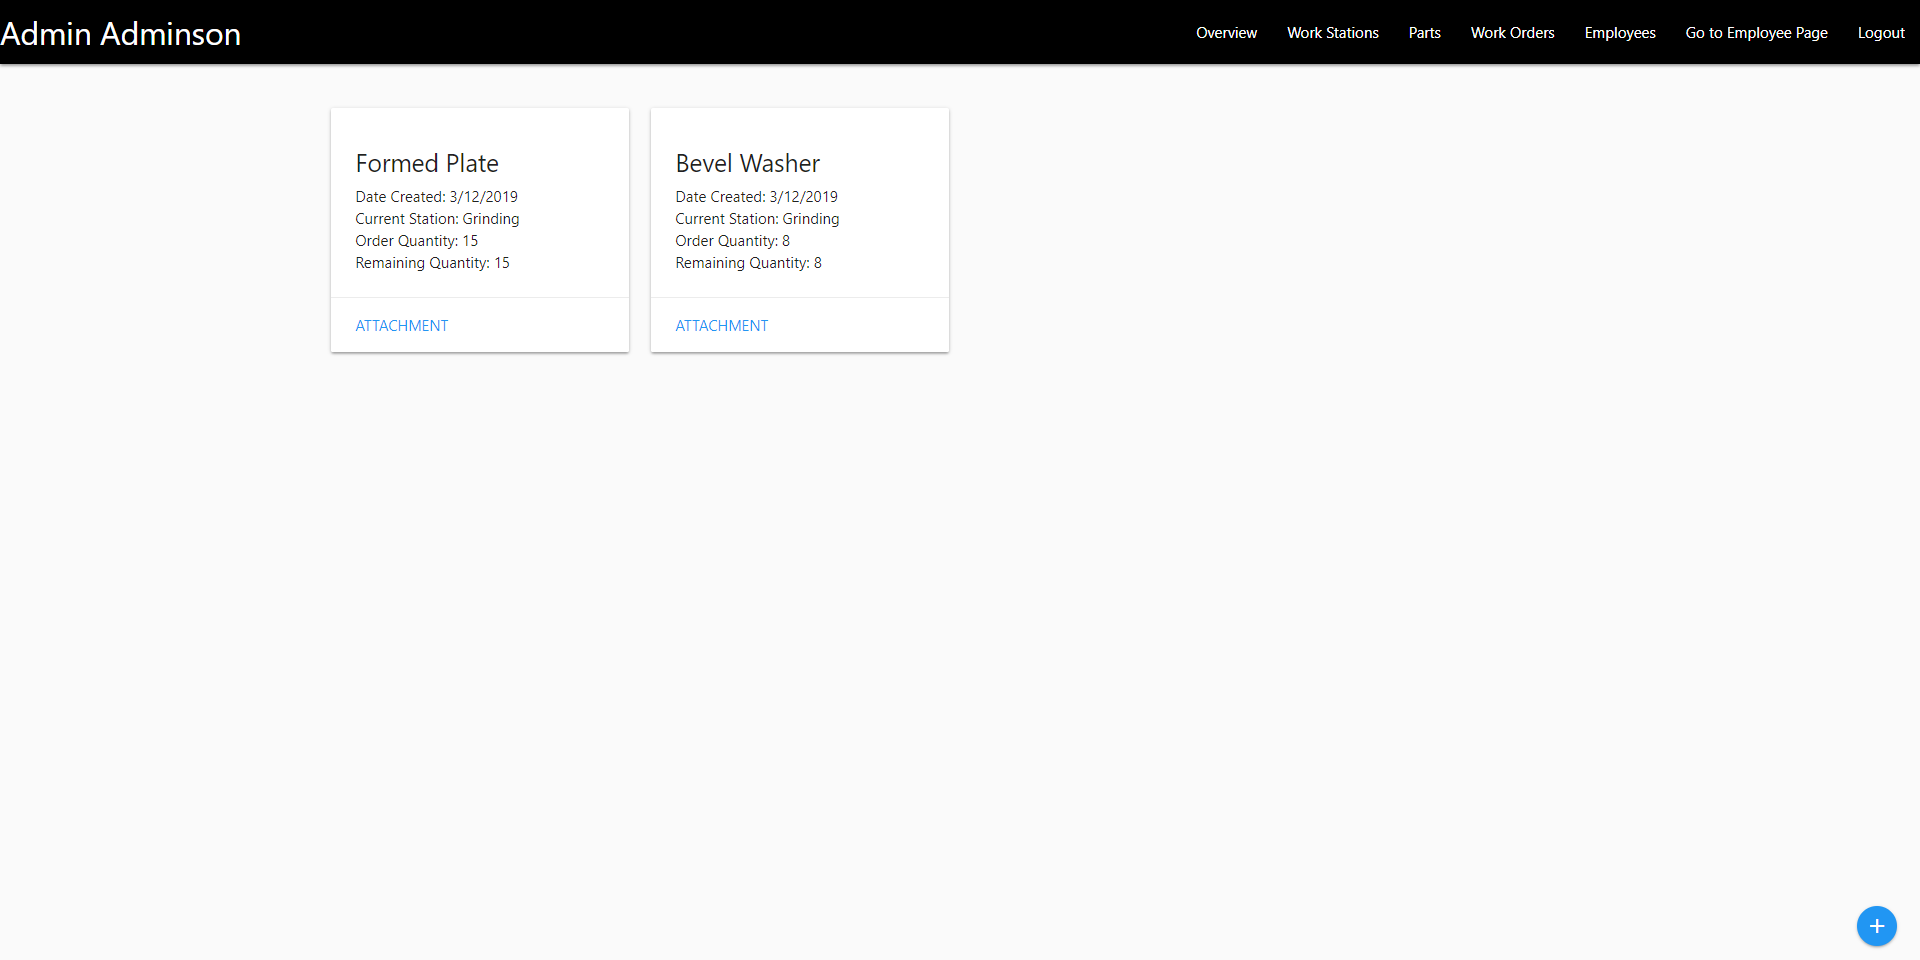 Admin Adminson
Overview Work Stations Parts Work Orders Employees Go to Employee Page Logout
Formed Plate
Date Created: 3/12/2019
Current Station: Grinding
Order Quantity: 15
Remaining Quantity: 15
ATTACHMENT
Bevel Washer
Date Created: 3/12/2019
Current Station: Grinding
Order Quantity: 8
Remaining Quantity: 8
ATTACHMENT
+